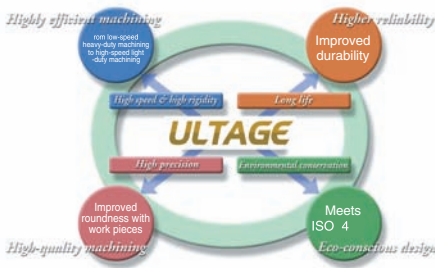 Highly efficient machining
Higher reliability
rom low-speed
heavy-duty machining
to high-speed light
-duty machining
Improved
durability
High speed & high rigidity
Long life
ULTAGE
High precision
Environmental conservation
Improved
roundness with
work pieces
Meets
ISO 4
High-quality machining
Eco-conscious design